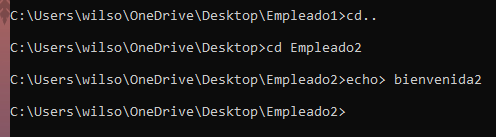 C:\Users\wilso\OneDrive\Desktop\Empleado1>cd..
C:\Users\wilso\OneDrive\Desktop>cd Empleado2
C:\Users\wilso\OneDrive\Desktop\Empleado2>echo> bienvenida2
C:\Users\wilso\OneDrive\Desktop\Empleado2>